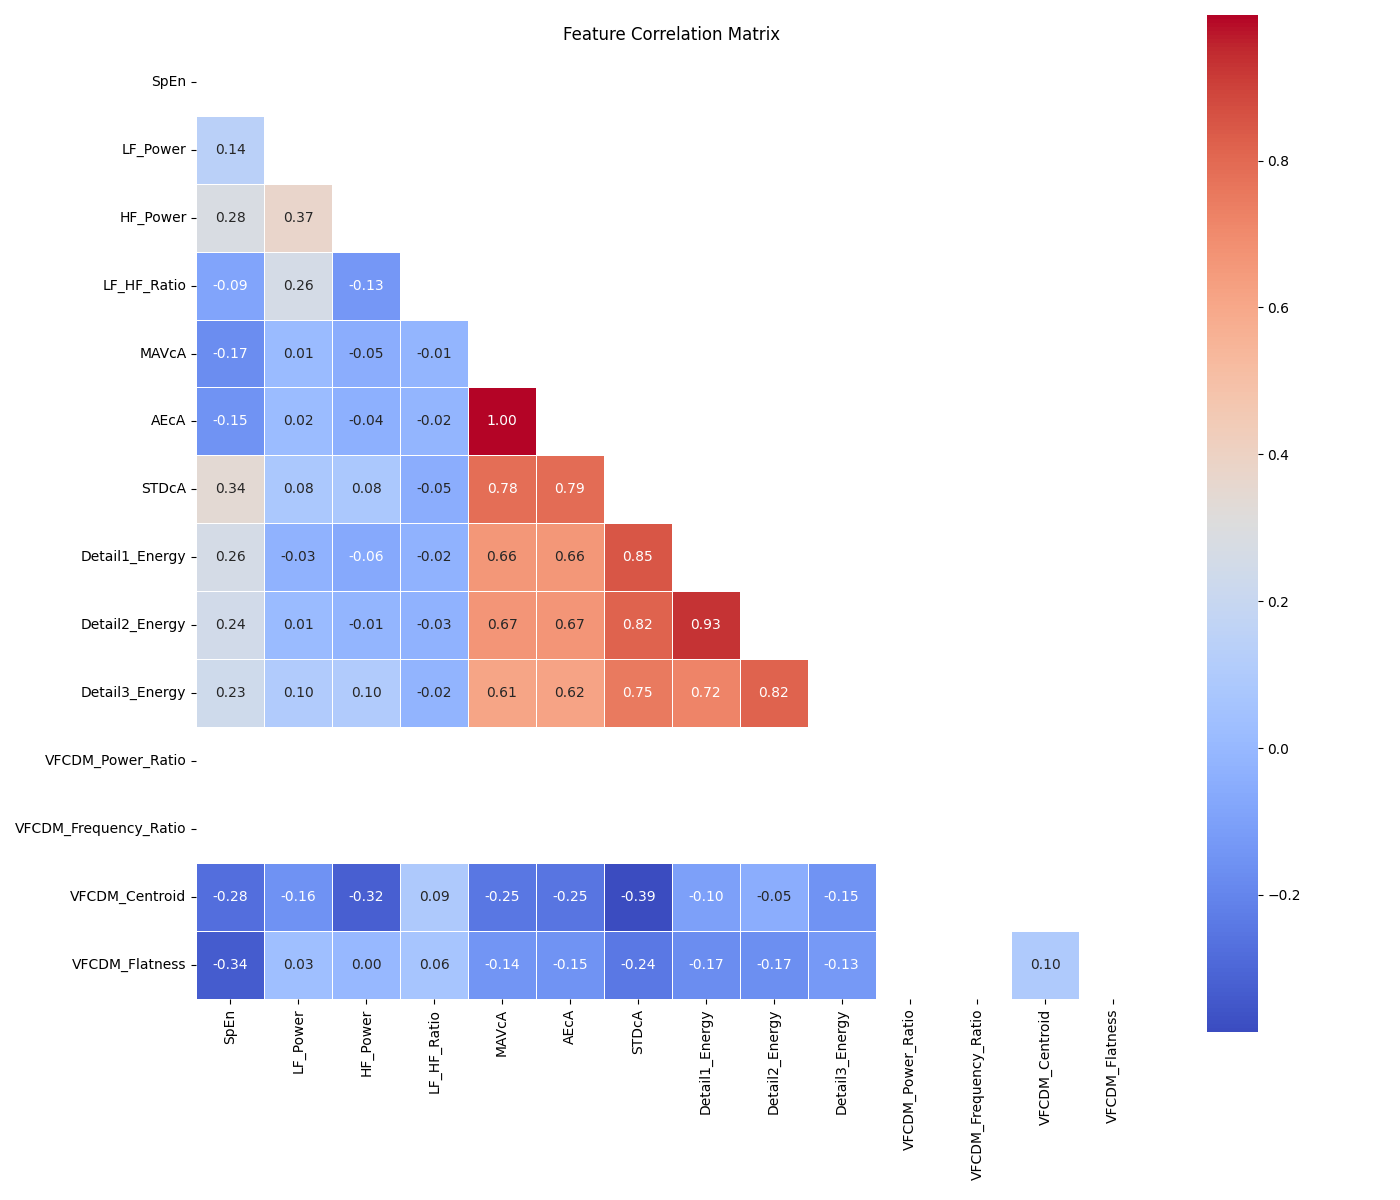 Feature Correlation Matrix
SpEn
LF_Power
0.14
HF_Power
0.28 0.37
LF_HF_Ratio
-0.09 0.26 -0.13
MAVcA
-0.17 0.01 -0.05 -0.01
AEcA
-0.15 0.02 -0.04 -0.02 1.00
STDcA
0.34 0.08 0.08 -0.05 0.78 0.79
Detail1_Energy
0.26 -0.03 -0.06 -0.02 0.66 0.66 0.85
Detail2_Energy
0.24 0.01 -0.01 -0.03 0.67 0.67 0.82 0.93
Detail3_Energy
0.23 0.10 0.10 -0.02 0.61 0.62 0.75 0.72 0.82
VFCDM_Power_Ratio
VFCDM_Frequency_Ratio
VFCDM_Centroid
-0.28 -0.16 -0.32 0.09 -0.25 -0.25 -0.39 -0.10 -0.05 -0.15
VFCDM_Flatness
-0.34 0.03 0.00 0.06 -0.14 -0.15 -0.24 -0.17 -0.17 -0.13 0.10
SpEn
LF_Power
HF_Power
LF_HF_Ratio
MAVcA
AEcA
STDcA
Detail1_Energy
Detail2_Energy
Detail3_Energy
VFCDM_Power_Ratio
VFCDM_Frequency_Ratio
VFCDM_Centroid
VFCDM_Flatness
0.8
0.6
0.4
0.2
0.0
−0.2